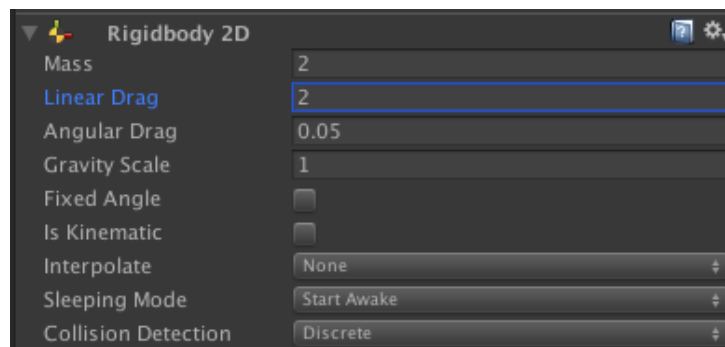 Rigidbody 2D
Mass 2
Linear Drag 2
Angular Drag 0.05
Gravity Scale 1
Fixed Angle
Is Kinematic
Interpolate None
Sleeping Mode Start Awake
Collision Detection Discrete